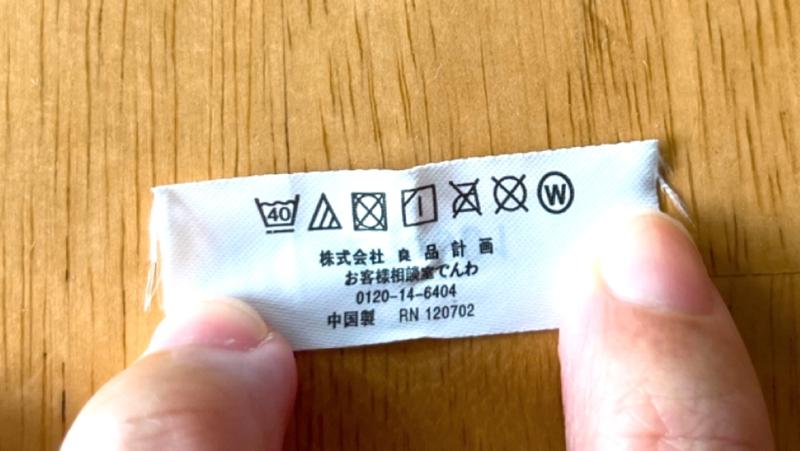 40 W
株式会社 良品計画
お客様相談室でんわ
0120-14-6404
中国製 RN 120702